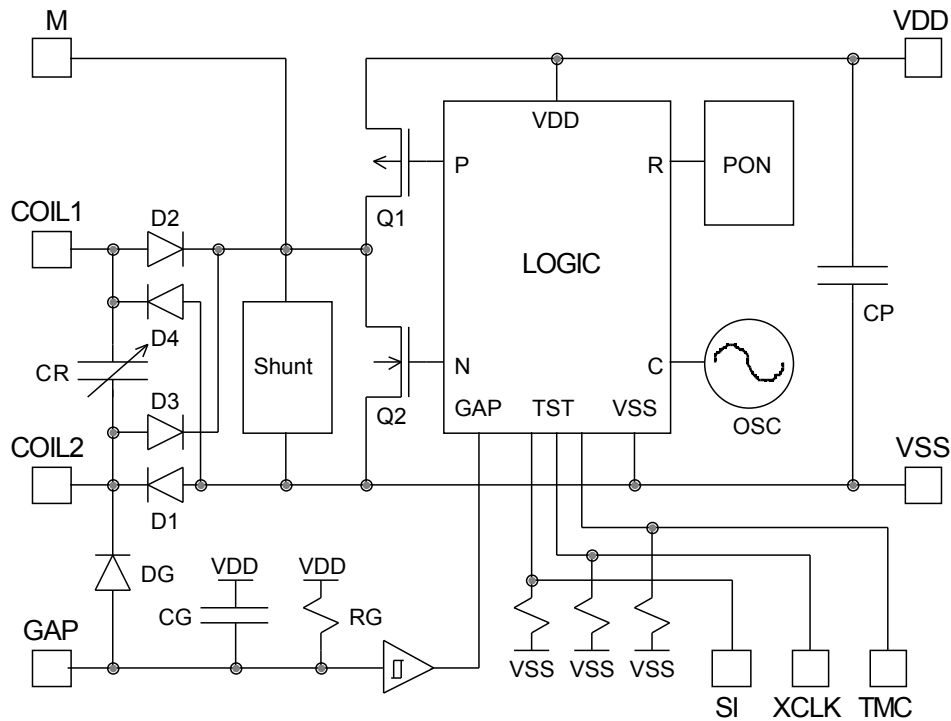 M
VDD
VDD
P
R
PON
Q1
COIL1
D2
LOGIC
D4
CP
CR
Shunt
N
C
D3
Q2
GAP
TST
VSS
OSC
COIL2
VSS
D1
DG
VDD
VDD
CG
RG
GAP
VSS
VSS
VSS
SI
XCLK
TMC